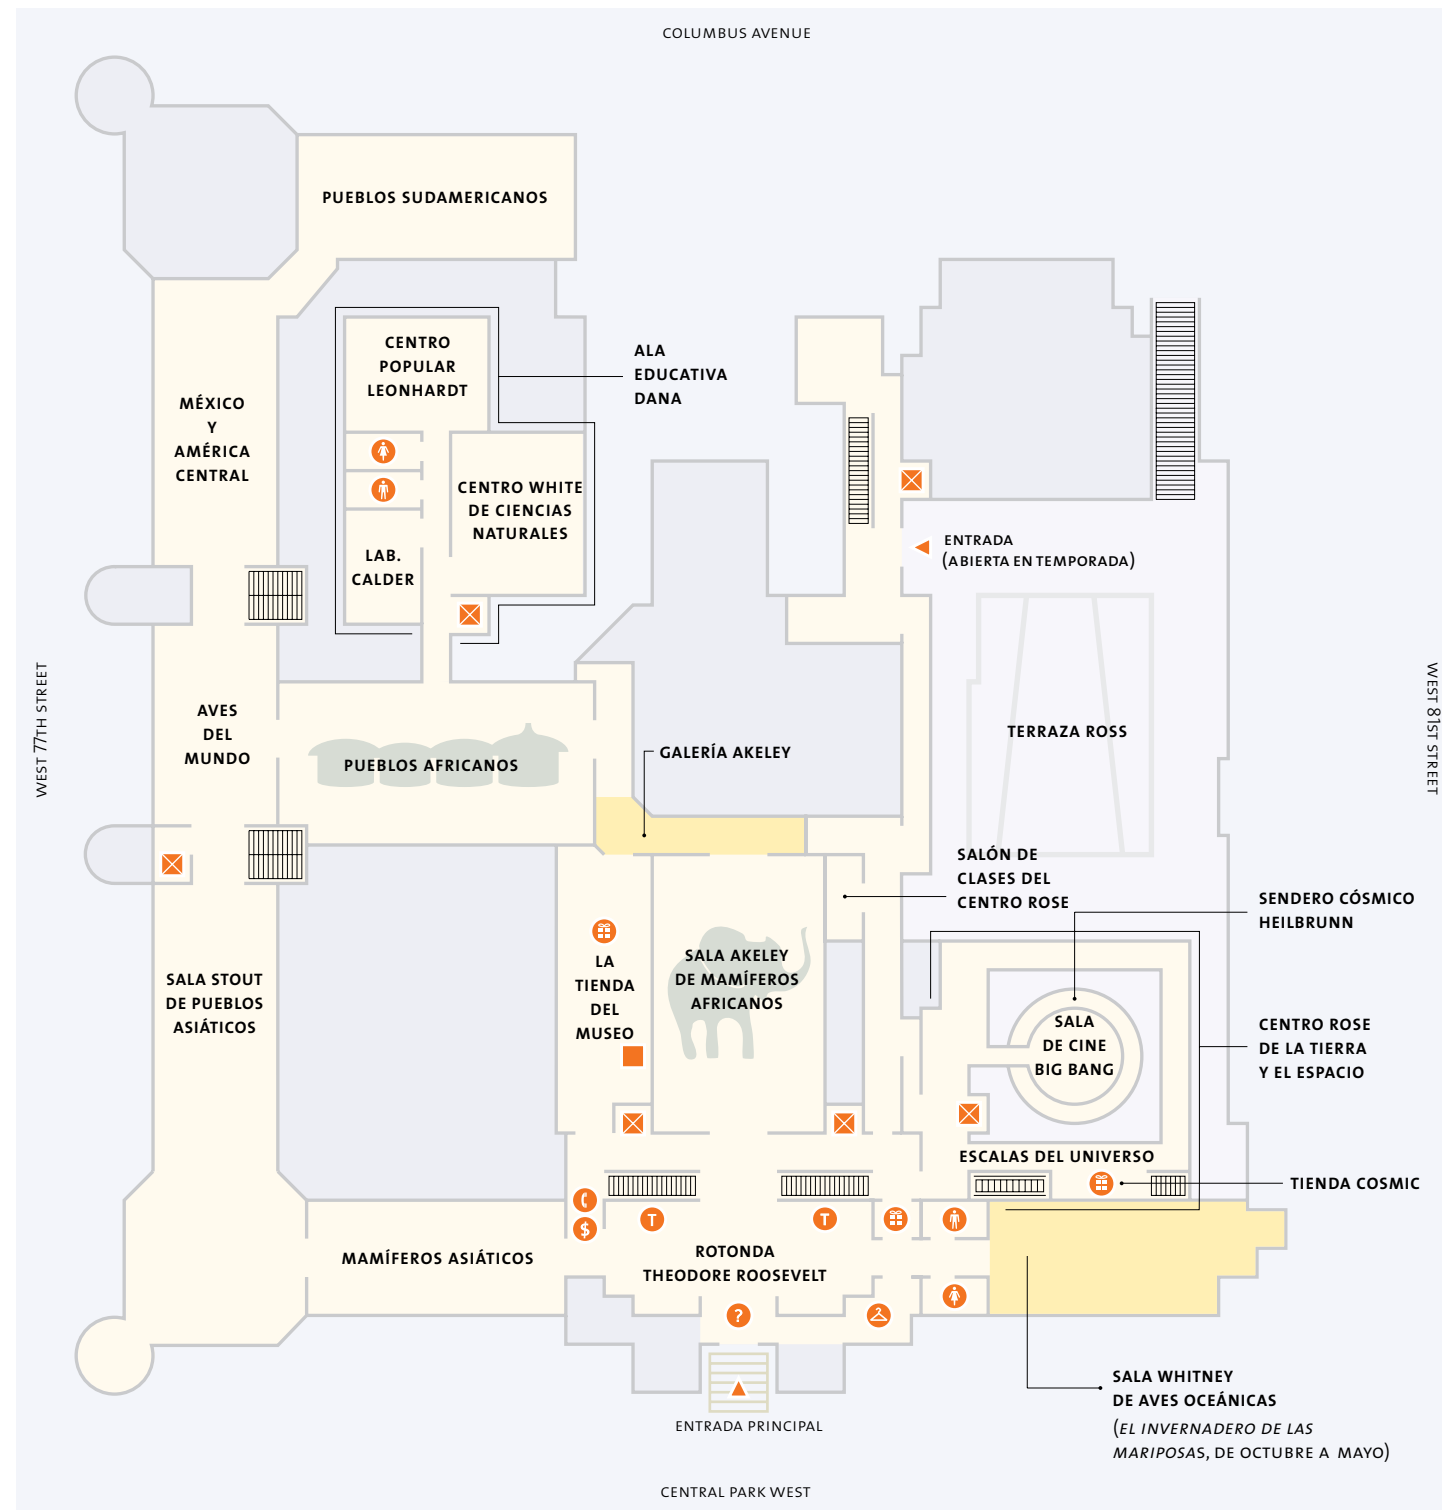 COLUMBUS AVENUE
PUEBLOS SUDAMERICANOS
CENTRO
POPULAR
LEONHARDT
ALA
EDUCATIVA
DANA
MÉXICO
Y
AMÉRICA
CENTRAL
CENTRO WHITE
DE CIENCIAS
NATURALES
LAB.
CALDER
ENTRADA
(ABIERTA EN TEMPORADA)
WEST 77TH STREET
WEST 81ST STREET
AVES
DEL
MUNDO
PUEBLOS AFRICANOS
GALERÍA AKELEY
TERRAZA ROSS
SALÓN DE
CLASES DEL
CENTRO ROSE
SENDERO CÓSMICO
HEILBRUNN
SALA STOUT
DE PUEBLOS
ASIÁTICOS
LA
TIENDA
DEL
MUSEO
SALA AKELEY
DE MAMÍFEROS
AFRICANOS
SALA
DE CINE
BIG BANG
CENTRO ROSE
DE LA TIERRA
Y EL ESPACIO
ESCALAS DEL UNIVERSO
TIENDA COSMIC
$
T
T
MAMÍFEROS ASIÁTICOS
ROTONDA
THEODORE ROOSEVELT
?
ENTRADA PRINCIPAL
SALA WHITNEY
DE AVES OCEÁNICAS
(EL INVERNADERO DE LAS
MARIPOSAS, DE OCTUBRE A MAYO)
CENTRAL PARK WEST